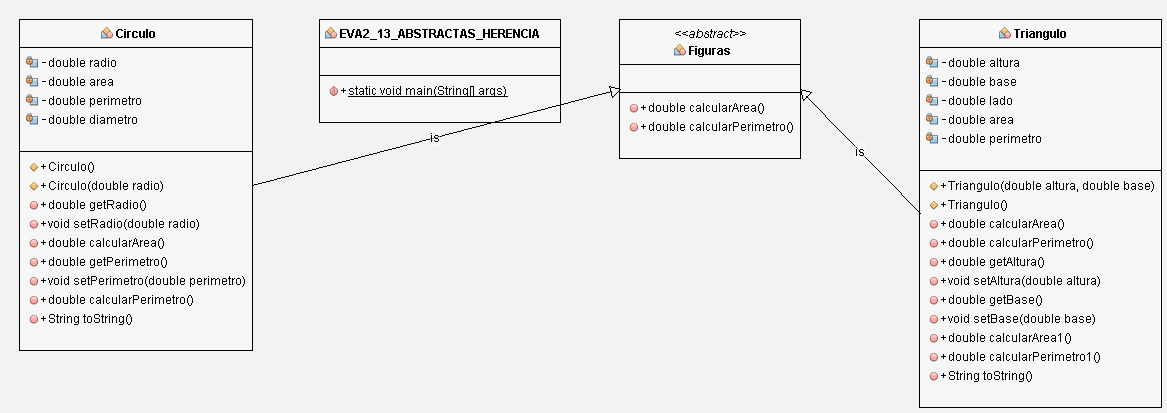 Circulo
- double radio
- double area
- double perimetro
- double diametro
+ Circulo()
+ Circulo(double radio)
+ double getRadio()
+ void setRadio(double radio)
+ double calcularArea()
+ double getPerimetro()
+ void setPerimetro(double perimetro)
+ double calcularPerimetro()
+ String toString()
EVA2_13_ABSTRACTAS_HERENCIA
+ static void main(String[] args)
is
<<abstract>>
Figuras
+ double calcularArea()
+ double calcularPerimetro()
is
Triangulo
- double altura
- double base
- double lado
- double area
- double perimetro
+ Triangulo(double altura, double base)
+ Triangulo()
+ double calcularArea()
+ double calcularPerimetro()
+ double getAltura()
+ void setAltura(double altura)
+ double getBase()
+ void setBase(double base)
+ double calcularArea1()
+ double calcularPerimetro1()
+ String toString()